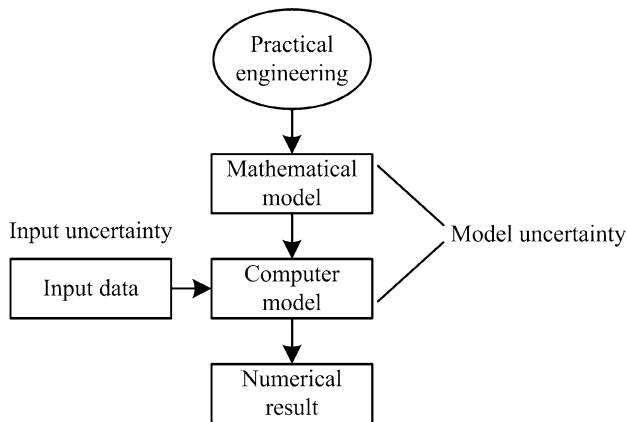 Practical
engineering
Mathematical
model
Input uncertainty
Model uncertainty
Input data
Computer
model
Numerical
result